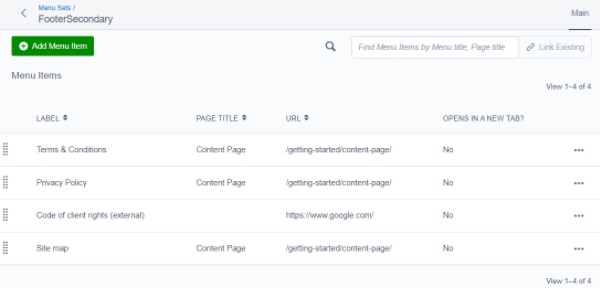 Menu Sets /
FooterSecondary
Main
Add Menu Item
Find Menu Items by Menu title, Page title
Link Existing
Menu Items
View 1–4 of 4
LABEL PAGE TITLE URL OPENS IN A NEW TAB?
Terms & Conditions Content Page /getting-started/content-page/ No
Privacy Policy Content Page /getting-started/content-page/ No
Code of client rights (external) https://www.google.com/ No
Site map Content Page /getting-started/content-page/ No
View 1–4 of 4